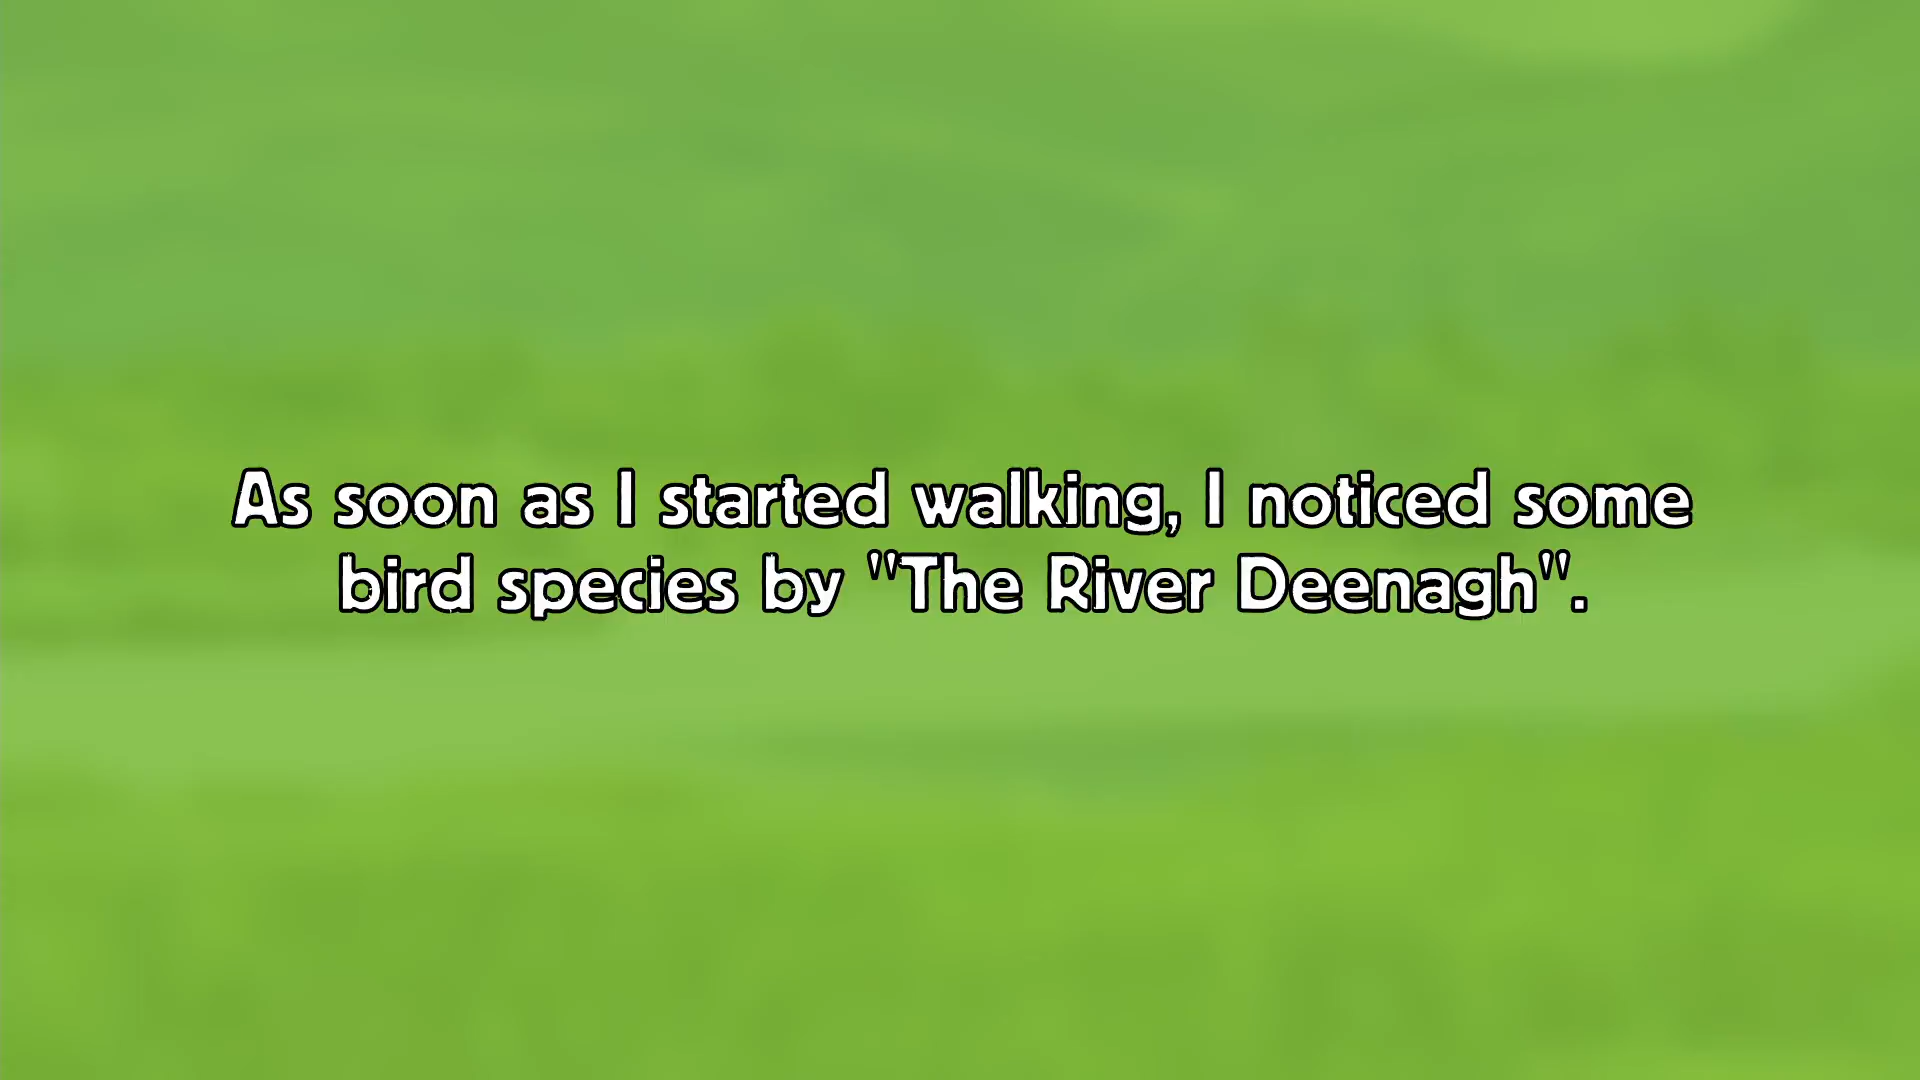 As soon as I started walking, I noticed some
bird species by "The River Deenagh".